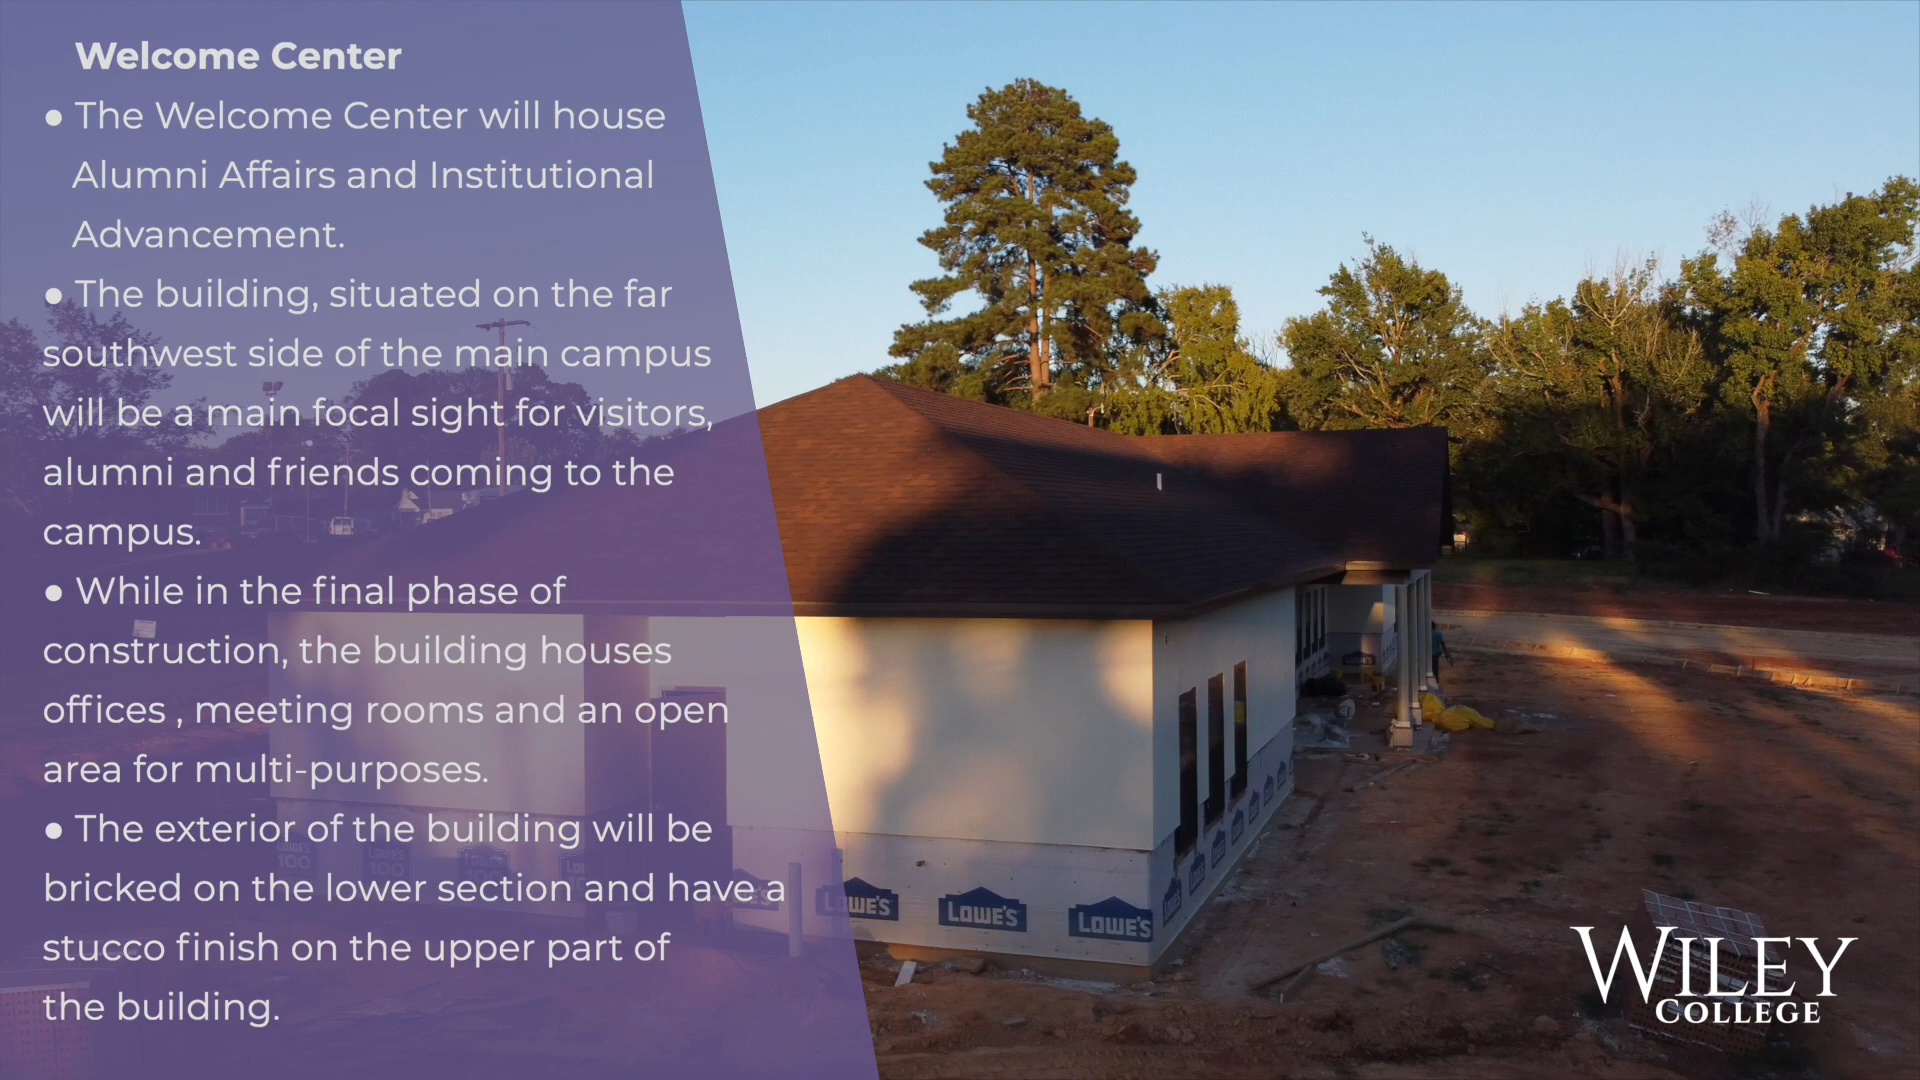 Welcome Center
● The Welcome Center will house
Alumni Affairs and Institutional
Advancement.
● The building, situated on the far
southwest side of the main campus
will be a main focal sight for visitors,
alumni and friends coming to the
campus.
● While in the final phase of
construction, the building houses
offices , meeting rooms and an open
area for multi-purposes.
● The exterior of the building will be
bricked on the lower section and have a
stucco finish on the upper part of
the building.
LOWE'S
LOWE'S
LOWE'S
WILEY
COLLEGE